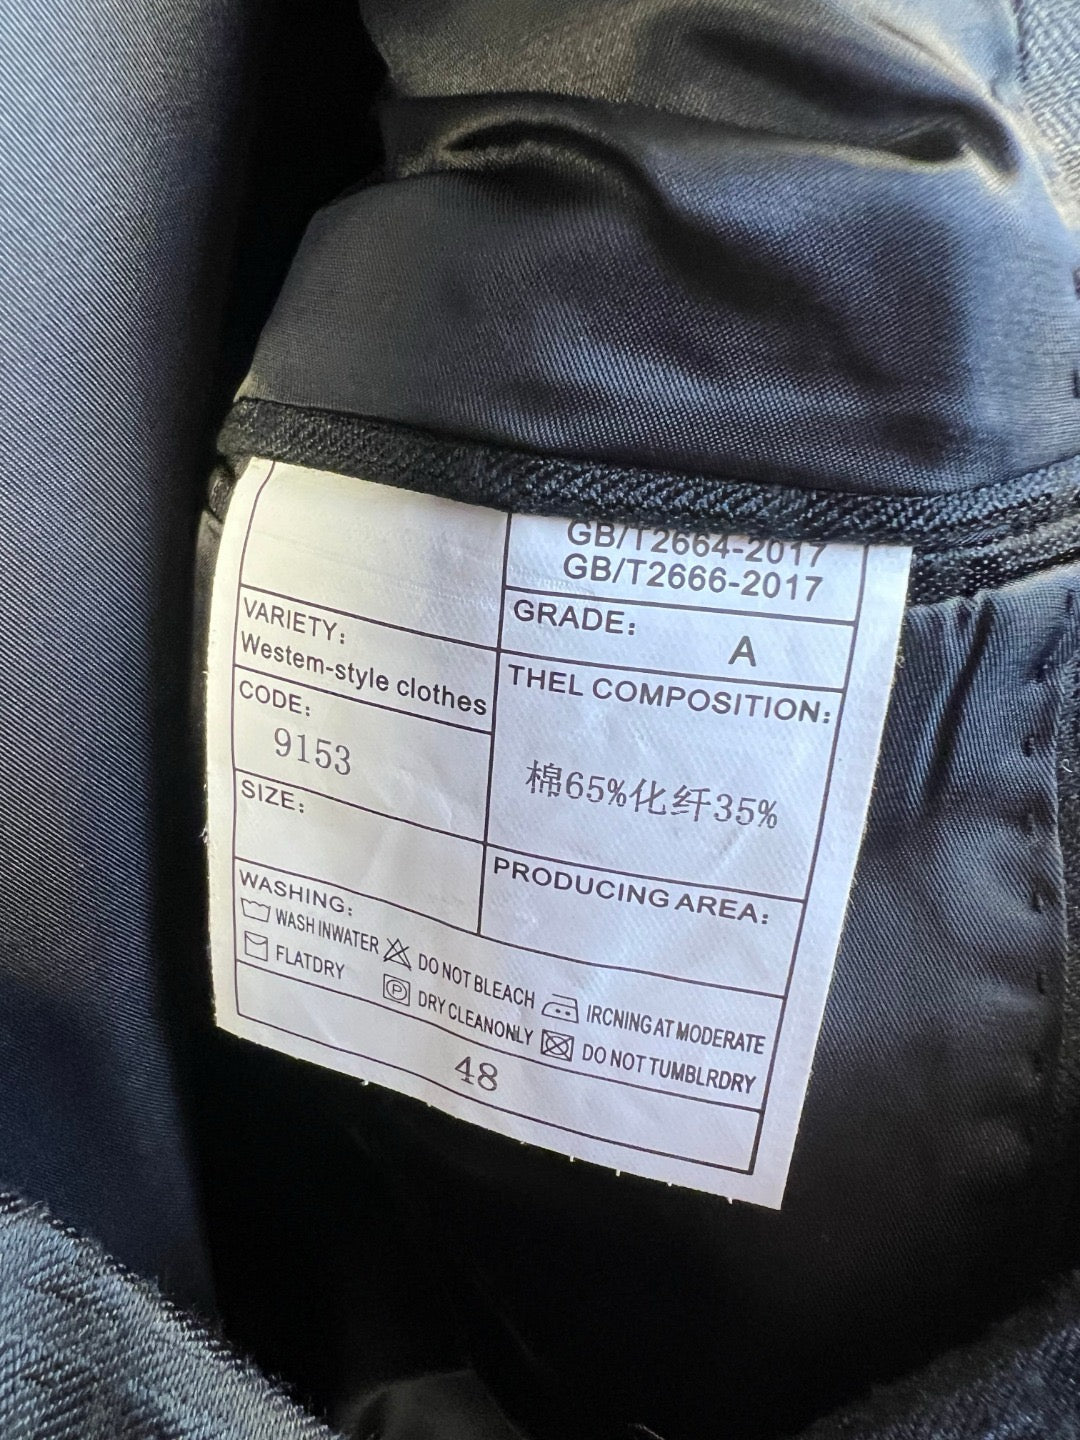 GB/T2664-2017
GB/T2666-2017
GRADE: A
VARIETY:
Westem-style clothes
THEL COMPOSITION:
棉65%化纤35%
CODE:
9153
SIZE:
PRODUCING AREA:
WASHING:
WASH INWATER DO NOT BLEACH IRCNING AT MODERATE
FLATDRY P DRY CLEANONLY DO NOT TUMBLRDRY
48